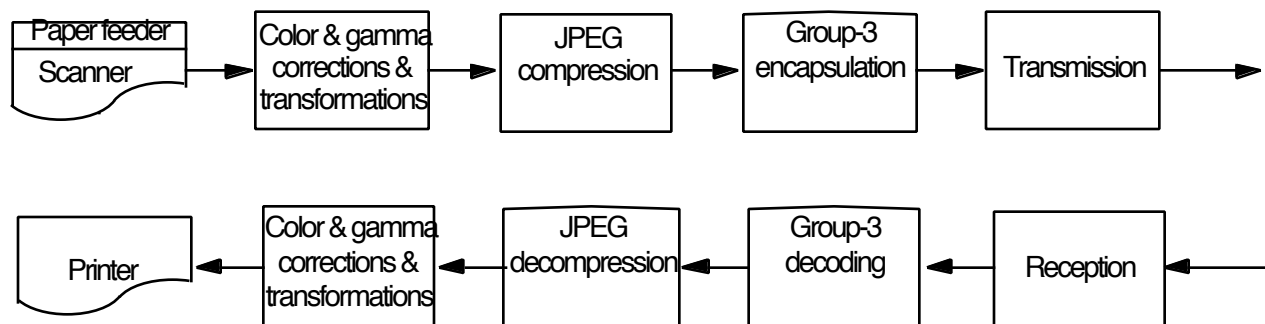 Paper feeder
Scanner
Color & gamma
corrections &
transformations
JPEG
compression
Group-3
encapsulation
Transmission
Printer
Color & gamma
corrections &
transformations
JPEG
decompression
Group-3
decoding
Reception